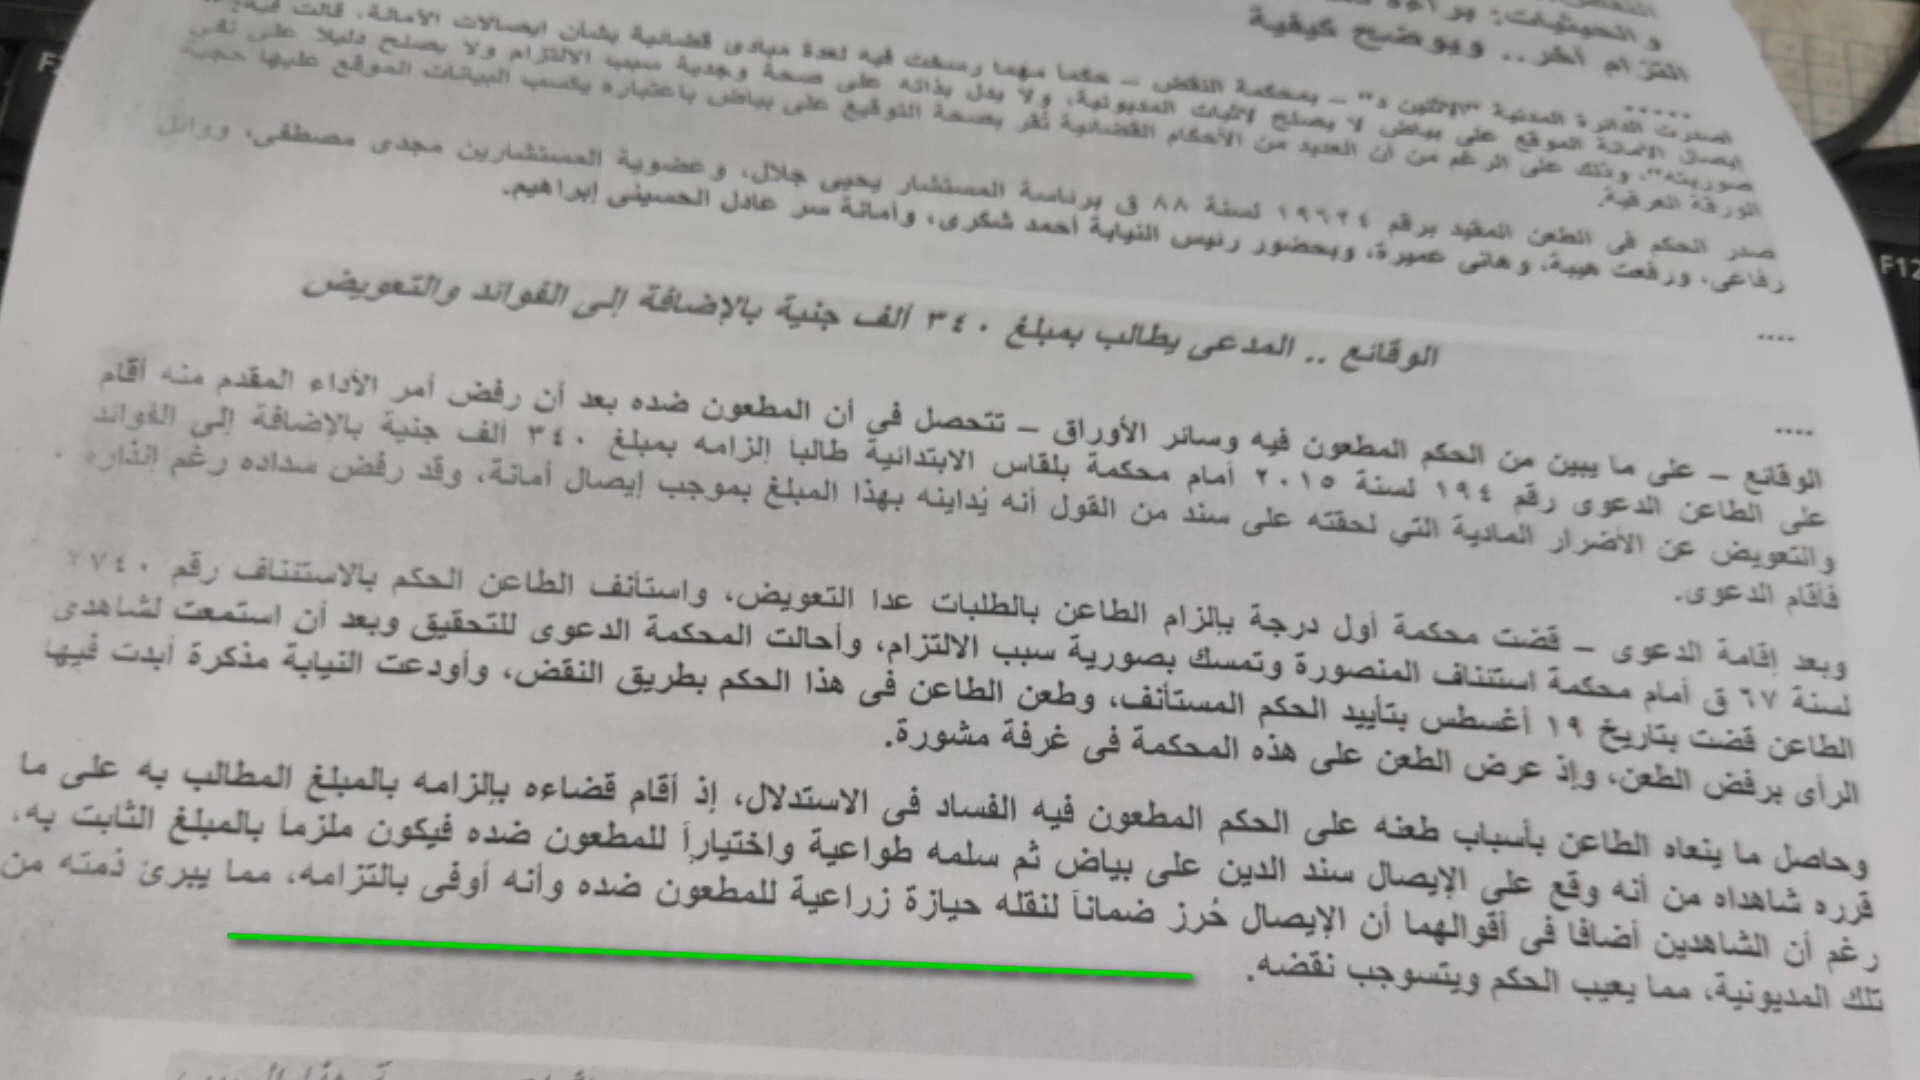 و الحيثيات: براءة
التزام آخر.. ويوضح كيفية
.....
أصدرت الدائرة المدنية "الاثنين د" – بمحكمة النقض – حكما مهما رسخت فيه لعدة مبادئ قضائية بشأن إيصالات الأمانة، قالت فيه:
إيصال الأمانة الموقع على بياض لا يصلح لإثبات المديونية، ولا يدل بذاته على صحة وجدية سبب الالتزام ولا يصلح دليلا على نفى
صوريته"، وذلك على الرغم من أن العديد من الأحكام القضائية تُقر بصحة التوقيع على بياض باعتباره يكسب البيانات الموقع عليها حجية
الورقة العرفية.
صدر الحكم فى الطعن المقيد برقم ١٩٦٢٤ لسنة ٨٨ ق برئاسة المستشار يحيى جلال، وعضوية المستشارين مجدى مصطفى، ووائل
رفاعى، ورفعت هيبة، وهانى عميرة، وبحضور رئيس النيابة أحمد شكرى، وأمانة سر عادل الحسينى إبراهيم.
....
الوقائع .. المدعى يطالب بمبلغ ٣٤٠ ألف جنية بالإضافة إلى الفوائد والتعويض
....
الوقائع – على ما يبين من الحكم المطعون فيه وسائر الأوراق – تتحصل في أن المطعون ضده بعد أن رفض أمر الأداء المقدم منه أقام
على الطاعن الدعوى رقم ١٩٤ لسنة ٢٠١٥ أمام محكمة بلقاس الابتدائية طالبا إلزامه بمبلغ ٣٤٠ ألف جنية بالإضافة إلى الفوائد
والتعويض عن الأضرار المادية التي لحقته على سند من القول أنه يُداينه بهذا المبلغ بموجب إيصال أمانة، وقد رفض سداده رغم إنذاره .
فأقام الدعوى.
وبعد إقامة الدعوى – قضت محكمة أول درجة بإلزام الطاعن بالطلبات عدا التعويض، واستأنف الطاعن الحكم بالاستئناف رقم ٢٧٤٠
لسنة ٦٧ ق أمام محكمة استئناف المنصورة وتمسك بصورية سبب الالتزام، وأحالت المحكمة الدعوى للتحقيق وبعد أن استمعت لشاهدى
الطاعن قضت بتاريخ ١٩ أغسطس بتأييد الحكم المستأنف، وطعن الطاعن فى هذا الحكم بطريق النقض، وأودعت النيابة مذكرة أبدت فيها
الرأى برفض الطعن، وإذ عرض الطعن على هذه المحكمة فى غرفة مشورة.
وحاصل ما ينعاه الطاعن بأسباب طعنه على الحكم المطعون فيه الفساد فى الاستدلال، إذ أقام قضاءه بإلزامه بالمبلغ المطالب به على ما
قرره شاهداه من أنه وقع على الإيصال سند الدين على بياض ثم سلمه طواعية واختياراً للمطعون ضده فيكون ملزماً بالمبلغ الثابت به،
رغم أن الشاهدين أضافا فى أقوالهما أن الإيصال حُرز ضماناً لنقله حيازة زراعية للمطعون ضده وأنه أوفى بالتزامه، مما يبرئ ذمته من
تلك المديونية، مما يعيب الحكم ويتسوجب نقضه.
F12